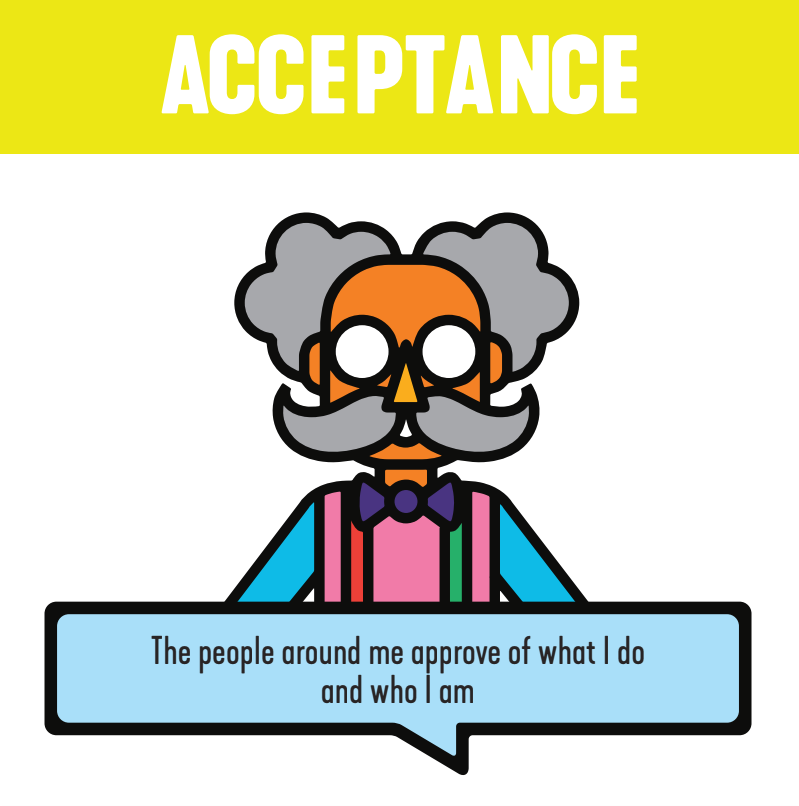 ACCEPTANCE
The people around me approve of what I do
and who I am